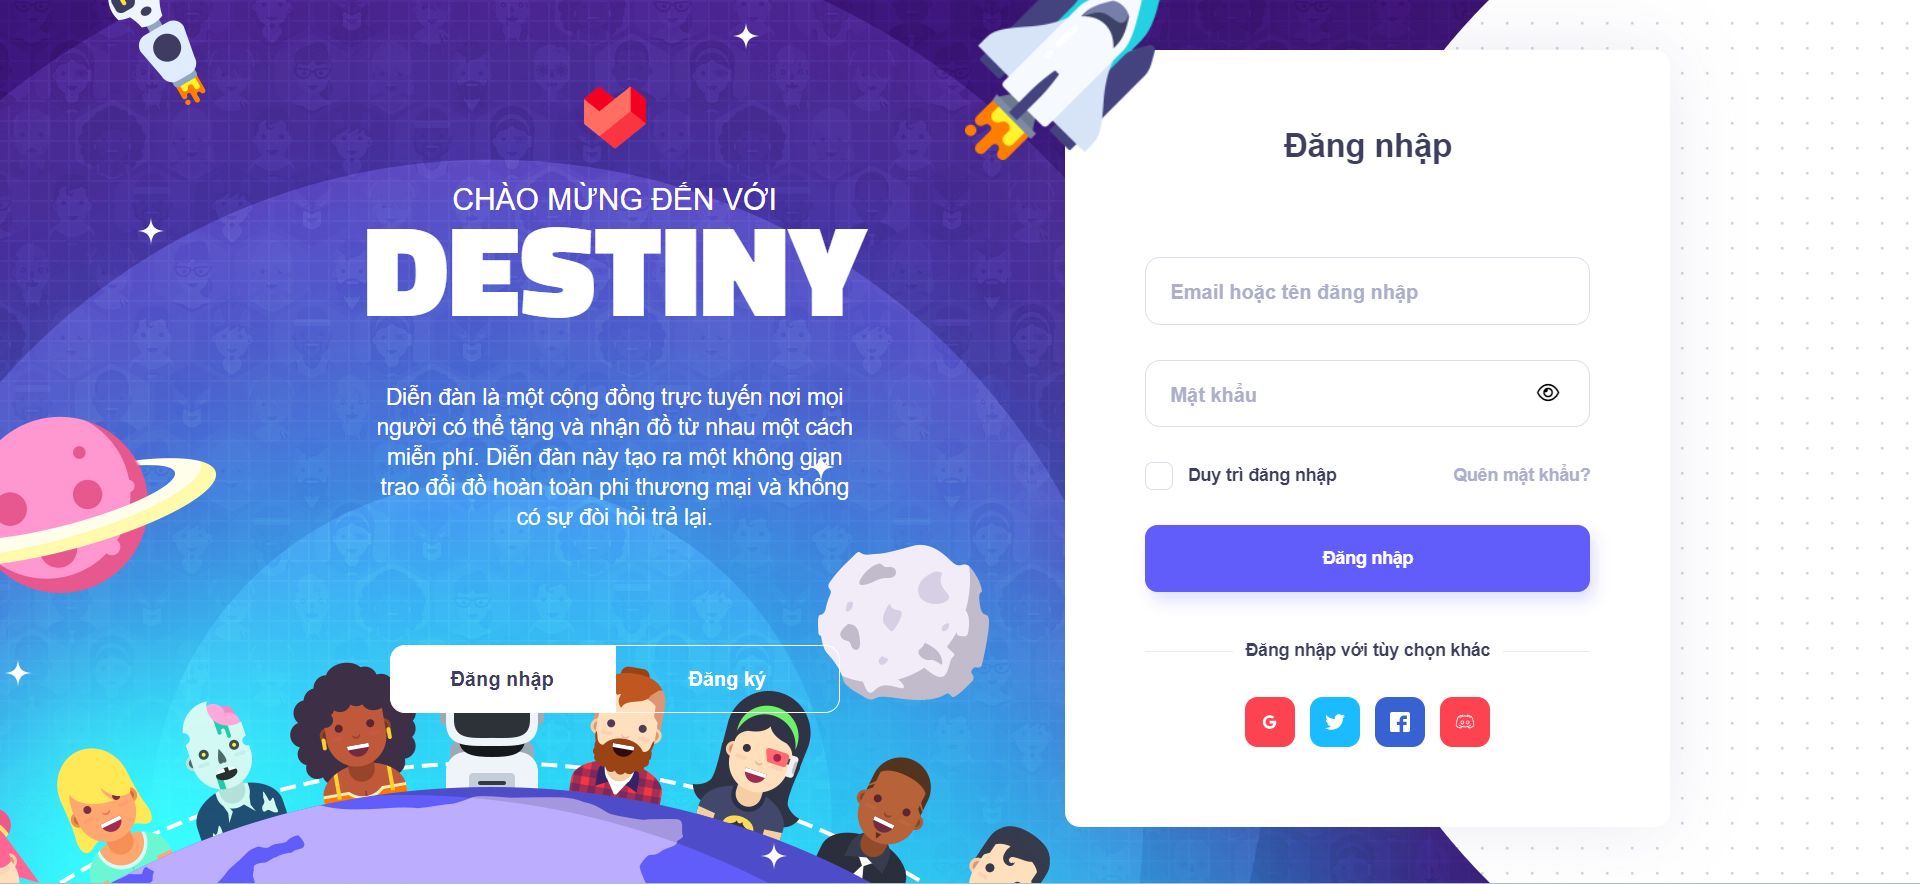 CHÀO MỪNG ĐẾN VỚI
DESTINY
Diễn đàn là một cộng đồng trực tuyến nơi mọi
người có thể tặng và nhận đồ từ nhau một cách
miễn phí. Diễn đàn này tạo ra một không gian
trao đổi đồ hoàn toàn phi thương mại và không
có sự đòi hỏi trả lại.
Đăng nhập
Đăng ký
Đăng nhập
Email hoặc tên đăng nhập
Mật khẩu
Duy trì đăng nhập
Quên mật khẩu?
Đăng nhập
Đăng nhập với tùy chọn khác